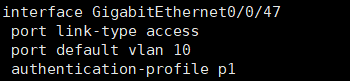 interface GigabitEthernet0/0/47
 port link-type access
 port default vlan 10
 authentication-profile p1